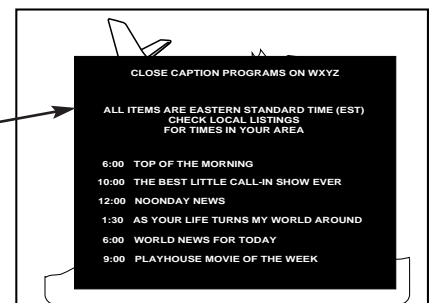 CLOSE CAPTION PROGRAMS ON WXYZ
ALL ITEMS ARE EASTERN STANDARD TIME (EST)
CHECK LOCAL LISTINGS
FOR TIMES IN YOUR AREA
6:00 TOP OF THE MORNING
10:00 THE BEST LITTLE CALL-IN SHOW EVER
12:00 NOONDAY NEWS
1:30 AS YOUR LIFE TURNS MY WORLD AROUND
6:00 WORLD NEWS FOR TODAY
9:00 PLAYHOUSE MOVIE OF THE WEEK